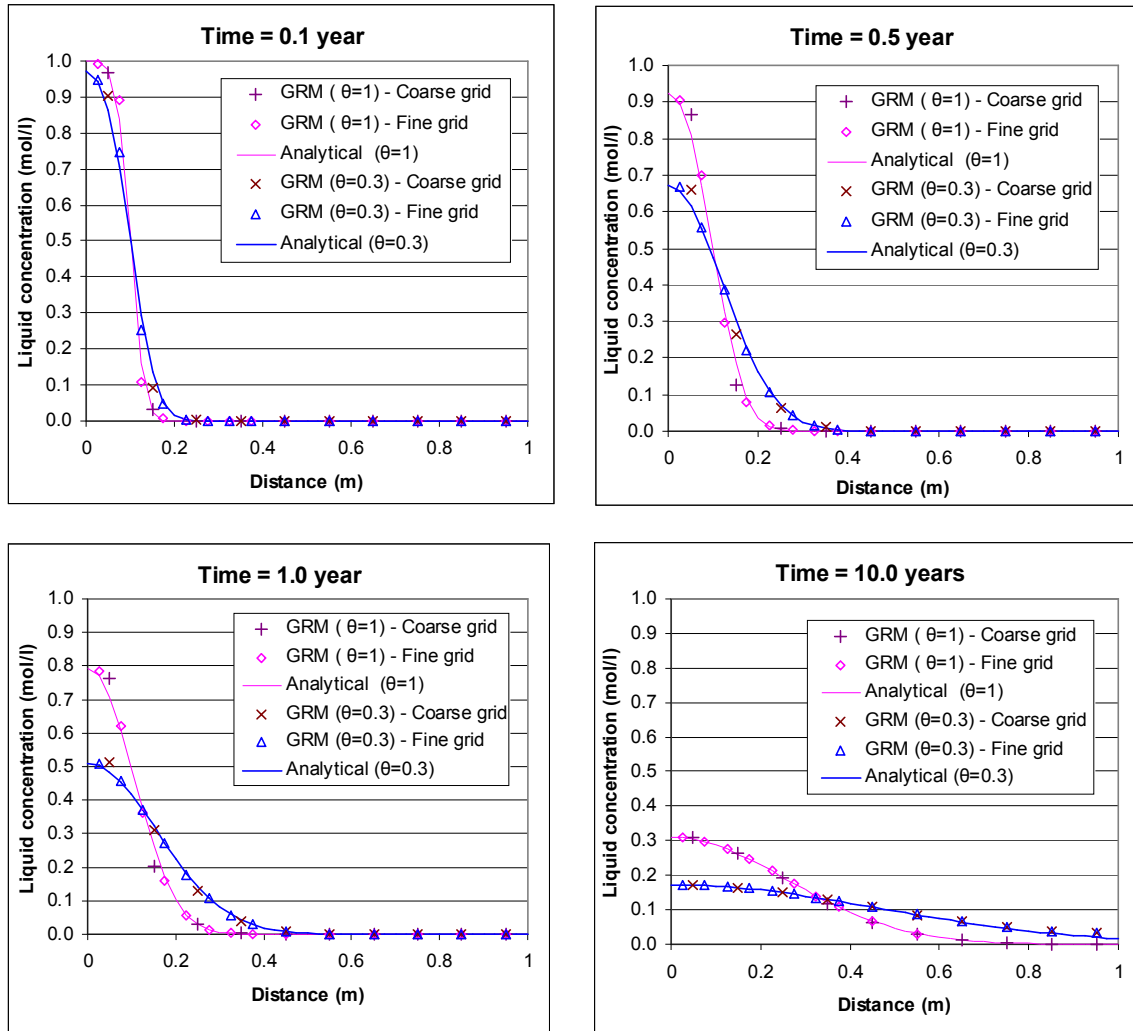 Time = 0.1 year
Liquid concentration (mol/l)
1.0
0.9
0.8
0.7
0.6
0.5
0.4
0.3
0.2
0.1
0.0
GRM ( θ=1) - Coarse grid
GRM ( θ=1) - Fine grid
Analytical (θ=1)
GRM (θ=0.3) - Coarse grid
GRM (θ=0.3) - Fine grid
Analytical (θ=0.3)
0 0.2 0.4 0.6 0.8 1
Distance (m)
Time = 0.5 year
Liquid concentration (mol/l)
1.0
0.9
0.8
0.7
0.6
0.5
0.4
0.3
0.2
0.1
0.0
GRM ( θ=1) - Coarse grid
GRM ( θ=1) - Fine grid
Analytical (θ=1)
GRM (θ=0.3) - Coarse grid
GRM (θ=0.3) - Fine grid
Analytical (θ=0.3)
0 0.2 0.4 0.6 0.8 1
Distance (m)
Time = 1.0 year
Liquid concentration (mol/l)
1.0
0.9
0.8
0.7
0.6
0.5
0.4
0.3
0.2
0.1
0.0
GRM ( θ=1) - Coarse grid
GRM ( θ=1) - Fine grid
Analytical (θ=1)
GRM (θ=0.3) - Coarse grid
GRM (θ=0.3) - Fine grid
Analytical (θ=0.3)
0 0.2 0.4 0.6 0.8 1
Distance (m)
Time = 10.0 years
Liquid concentration (mol/l)
1.0
0.9
0.8
0.7
0.6
0.5
0.4
0.3
0.2
0.1
0.0
GRM ( θ=1) - Coarse grid
GRM ( θ=1) - Fine grid
Analytical (θ=1)
GRM (θ=0.3) - Coarse grid
GRM (θ=0.3) - Fine grid
Analytical (θ=0.3)
0 0.2 0.4 0.6 0.8 1
Distance (m)